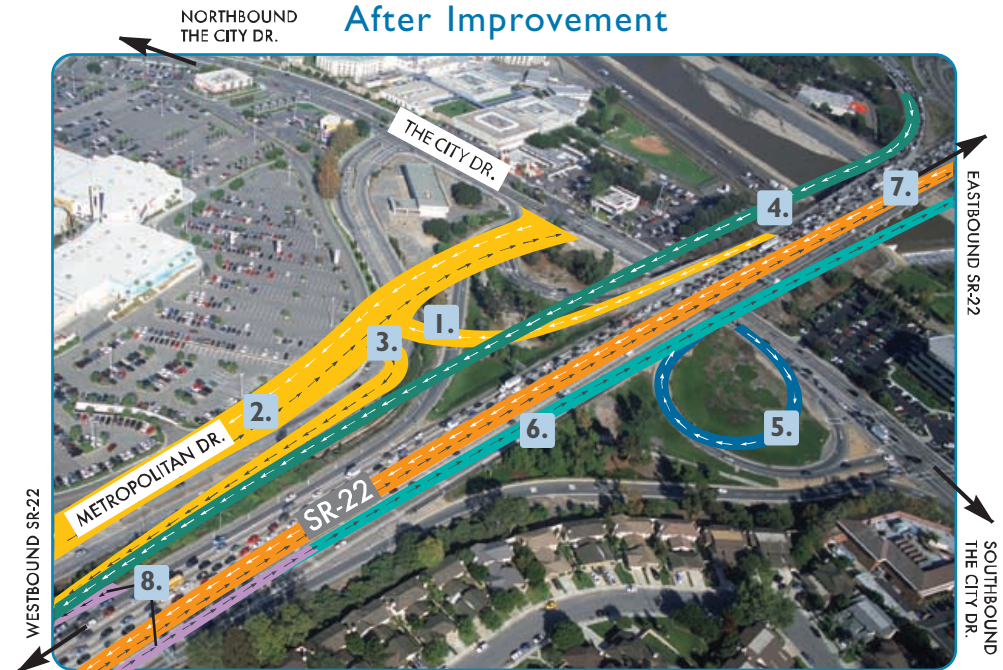 After Improvement
NORTHBOUND
THE CITY DR.
THE CITY DR.
7.
4.
EASTBOUND SR-22
1.
3.
2.
5.
6.
METROPOLITAN DR.
SR-22
WESTBOUND SR-22
8.
SOUTHBOUND
THE CITY DR.